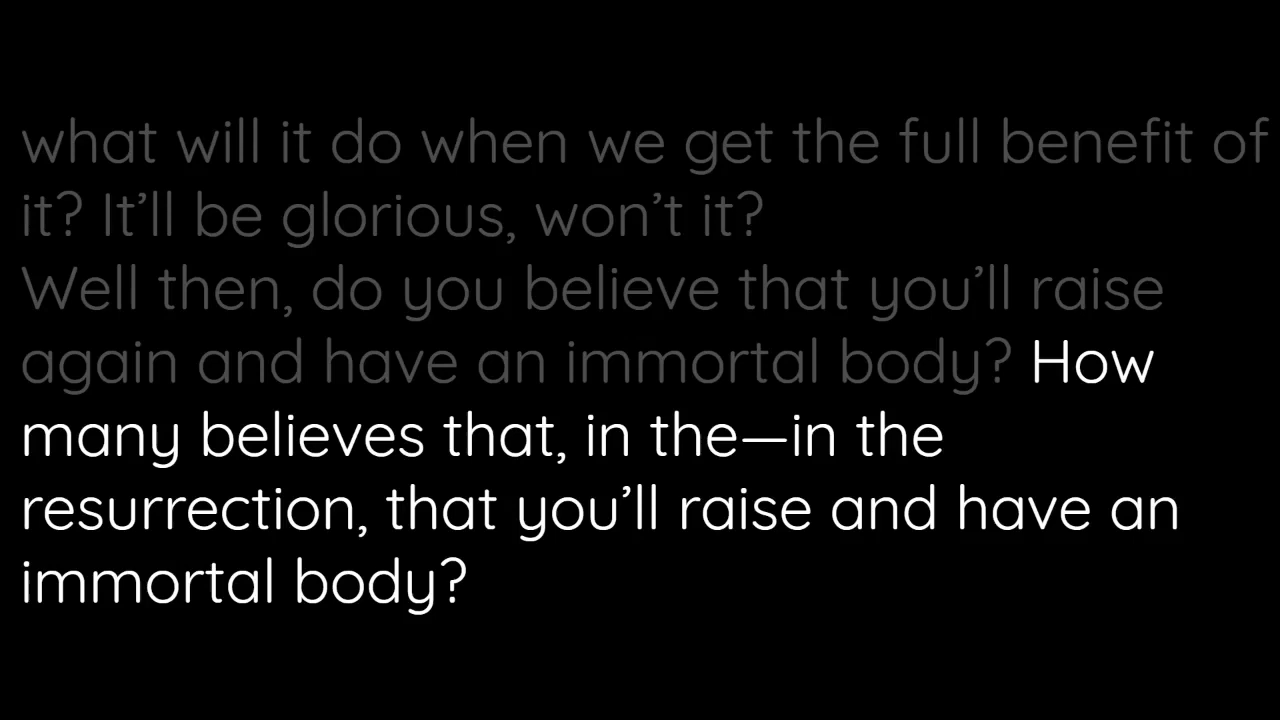 what will it do when we get the full benefit of
it? It’ll be glorious, won’t it?
Well then, do you believe that you’ll raise
again and have an immortal body? How
many believes that, in the—in the
resurrection, that you’ll raise and have an
immortal body?